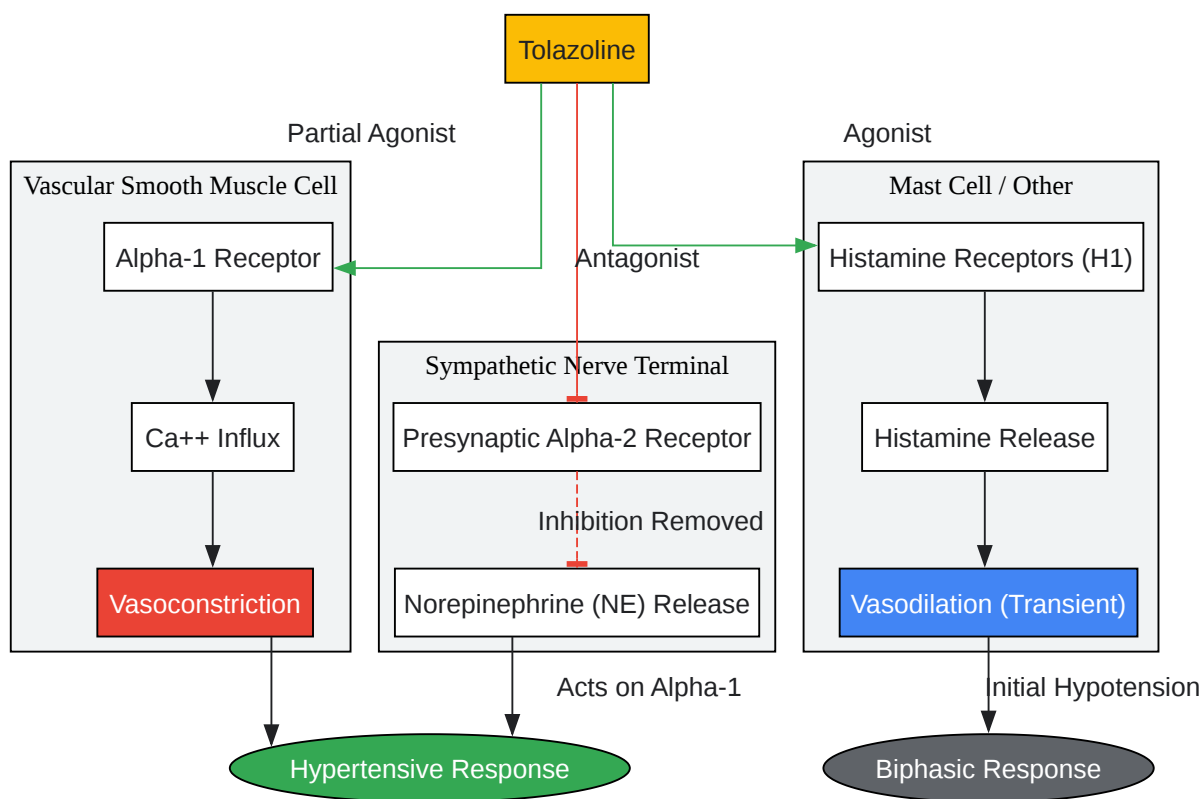 Tolazoline
Partial Agonist
Agonist
Vascular Smooth Muscle Cell
Mast Cell / Other
Alpha-1 Receptor
Antagonist
Histamine Receptors (H1)
Sympathetic Nerve Terminal
Ca++ Influx
Presynaptic Alpha-2 Receptor
Histamine Release
Inhibition Removed
Vasoconstriction
Norepinephrine (NE) Release
Vasodilation (Transient)
Acts on Alpha-1
Initial Hypotension
Hypertensive Response
Biphasic Response